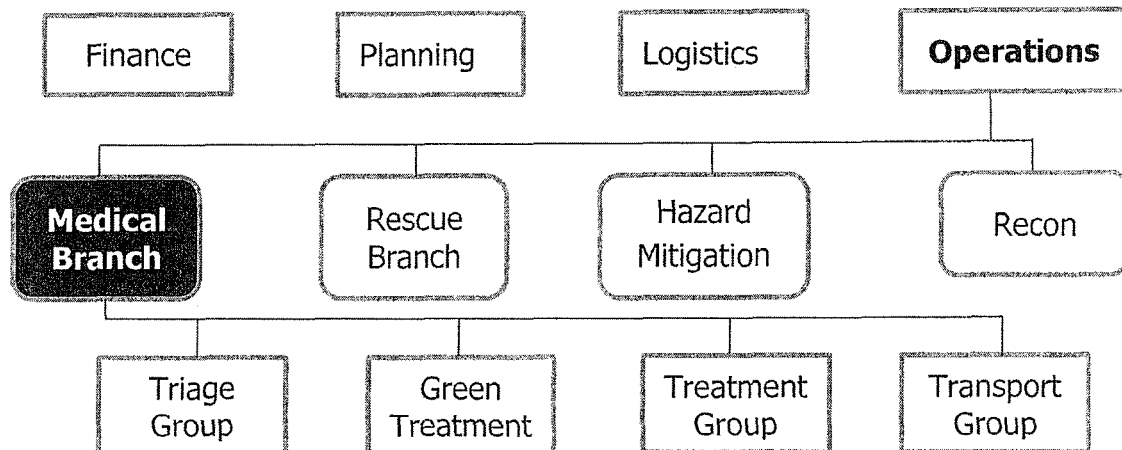 Finance
Planning
Logistics
Operations
Medical
Branch
Rescue
Branch
Hazard
Mitigation
Recon
Triage
Group
Green
Treatment
Treatment
Group
Transport
Group